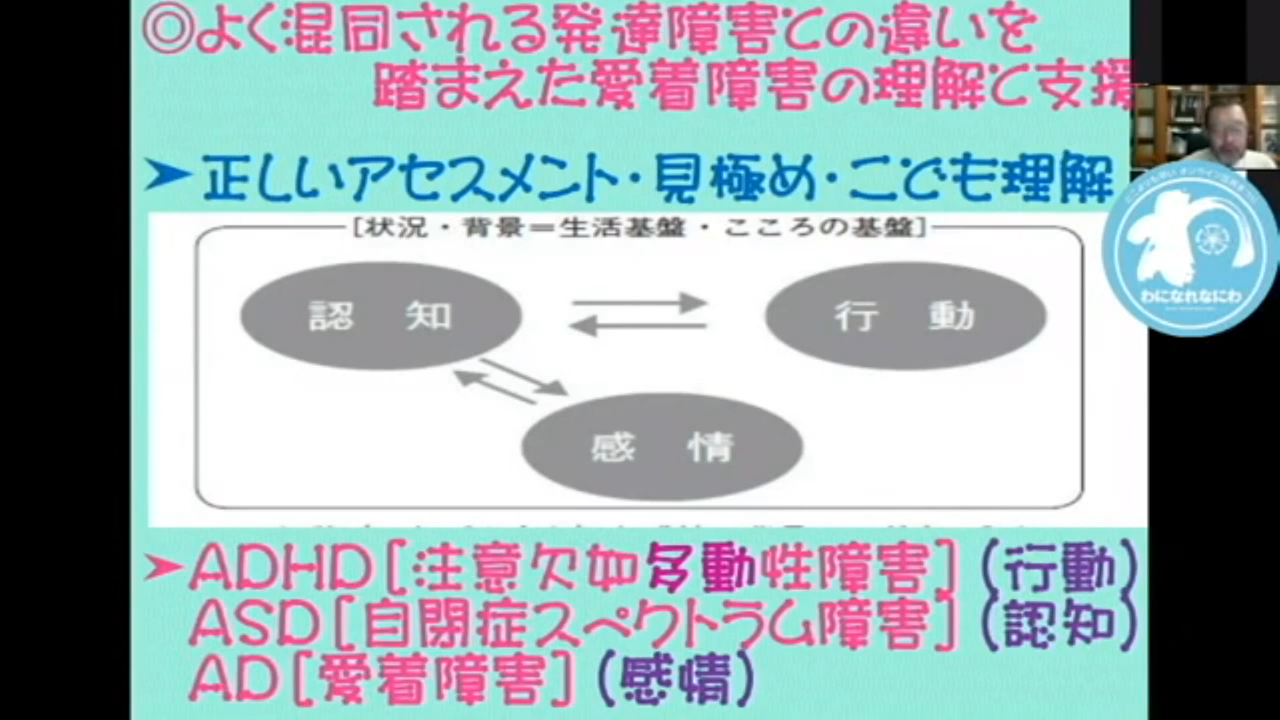 ◎よく混同される発達障害との違いを
踏まえた愛着障害の理解と支援
➤正しいアセスメント・見極め・こども理解
[状況・背景＝生活基盤・こころの基盤]
認 知
行 動
感 情
わになれなにわ
➤ADHD[注意欠如多動性障害](行動)
ASD[自閉症スペクトラム障害](認知)
AD[愛着障害](感情)